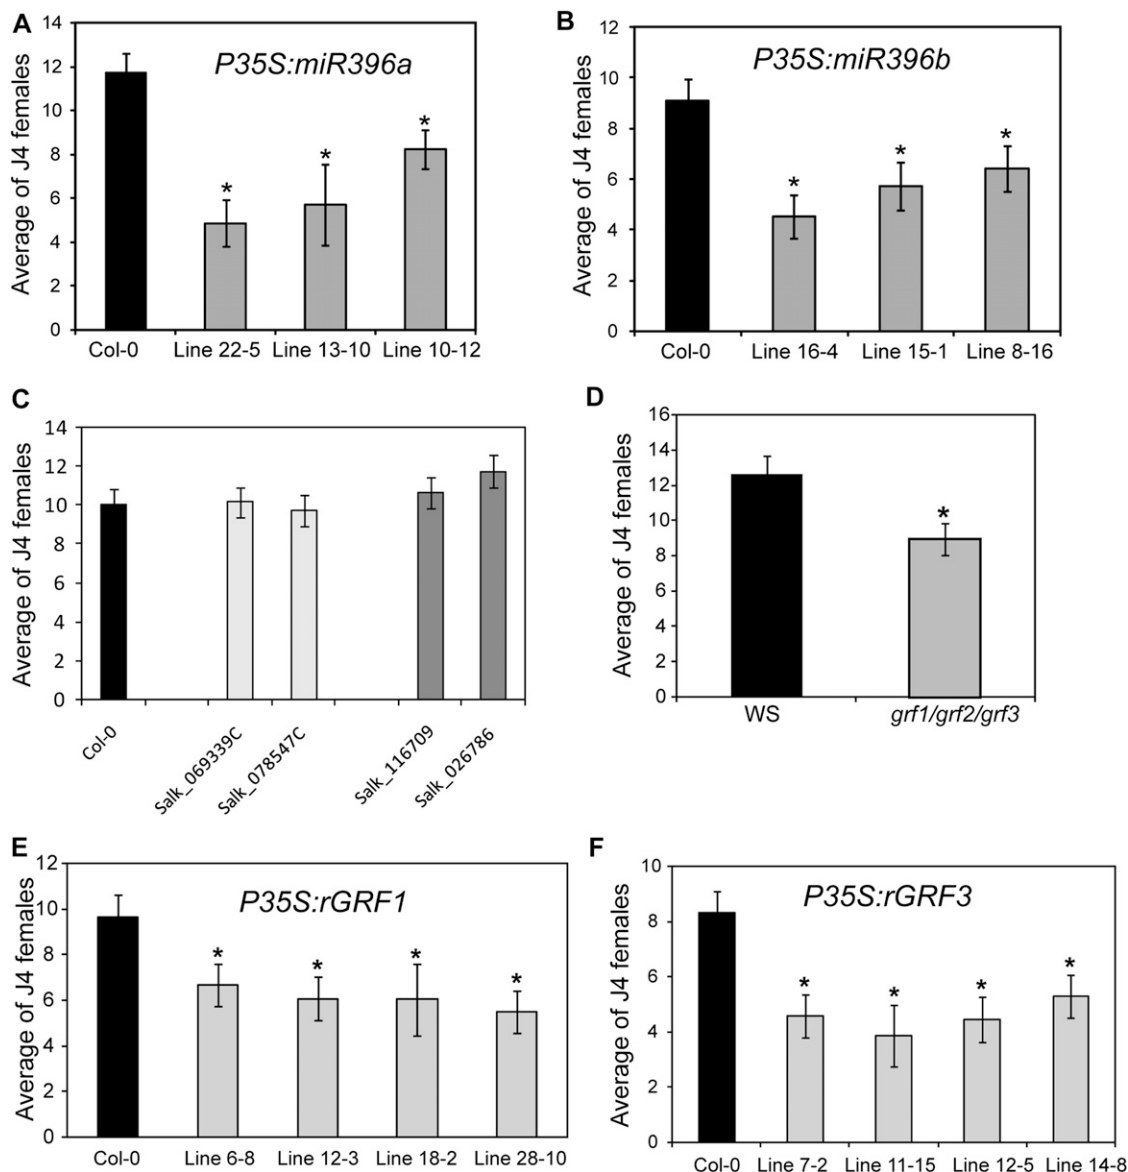 A
P35S:miR396a
Average of J4 females
14
12
10
8
6
4
2
0
*
*
*
Col-0 Line 22-5 Line 13-10 Line 10-12
B
P35S:miR396b
Average of J4 females
12
10
8
6
4
2
0
*
*
*
Col-0 Line 16-4 Line 15-1 Line 8-16
C
Average of J4 females
14
12
10
8
6
4
2
0
Col-0
Salk_069339C
Salk_078547C
Salk_116709
Salk_026786
D
Average of J4 females
16
14
12
10
8
6
4
2
0
*
WS grf1/grf2/grf3
E
P35S:rGRF1
Average of J4 females
12
10
8
6
4
2
0
*
*
*
*
Col-0 Line 6-8 Line 12-3 Line 18-2 Line 28-10
F
P35S:rGRF3
Average of J4 females
10
8
6
4
2
0
*
*
*
*
Col-0 Line 7-2 Line 11-15 Line 12-5 Line 14-8